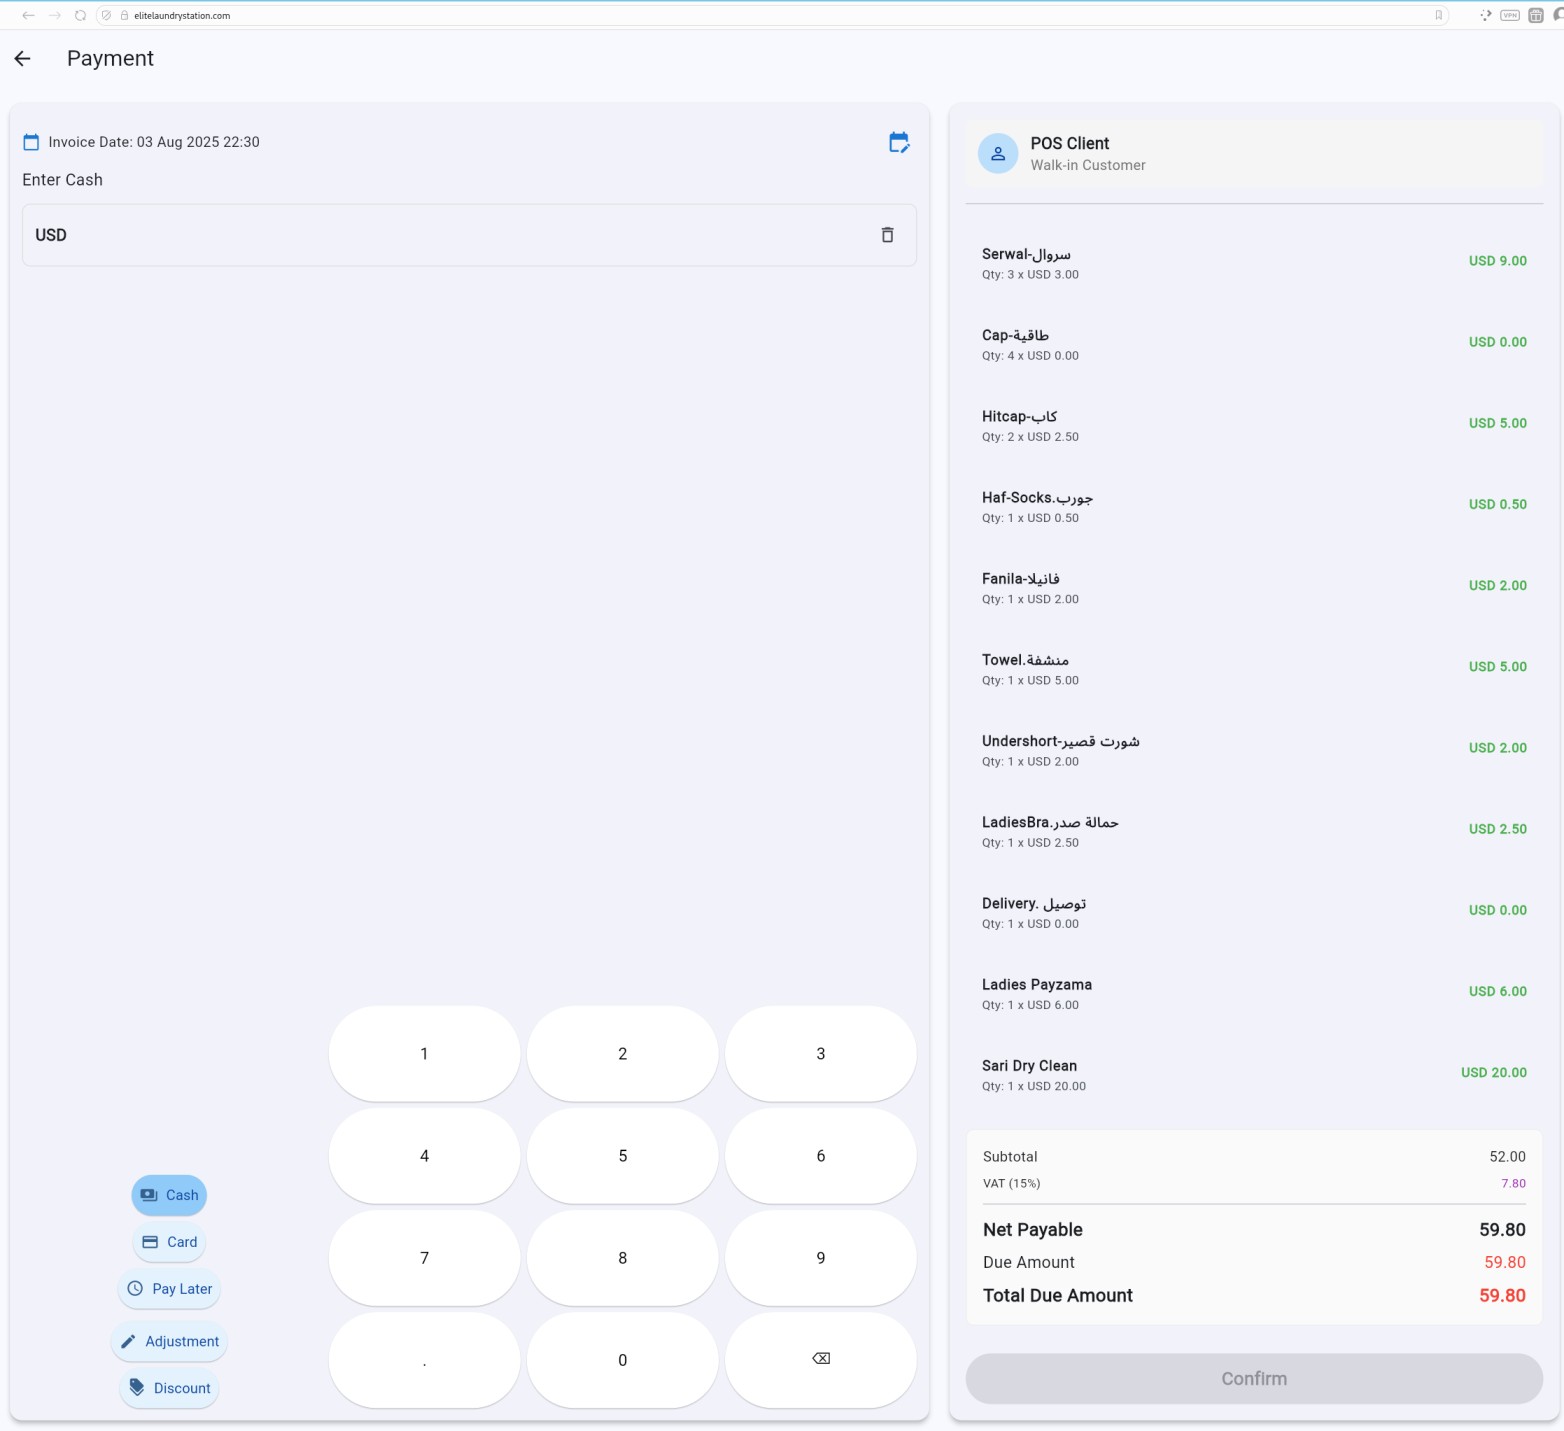 elitelaundrystation.com
VPN
Payment
Invoice Date: 03 Aug 2025 22:30
Enter Cash
USD
1
2
3
4
5
6
7
8
9
.
0
Cash
Card
Pay Later
Adjustment
Discount
POS Client
Walk-in Customer
Serwal-سروال
USD 9.00
Qty: 3 x USD 3.00
Cap-طاقية
USD 0.00
Qty: 4 x USD 0.00
Hitcap-كاب
USD 5.00
Qty: 2 x USD 2.50
Haf-Socks.جورب
USD 0.50
Qty: 1 x USD 0.50
Fanila-فانيلا
USD 2.00
Qty: 1 x USD 2.00
Towel.منشفة
USD 5.00
Qty: 1 x USD 5.00
Undershort-شورت قصير
USD 2.00
Qty: 1 x USD 2.00
LadiesBra.حمالة صدر
USD 2.50
Qty: 1 x USD 2.50
Delivery. توصيل
USD 0.00
Qty: 1 x USD 0.00
Ladies Payzama
USD 6.00
Qty: 1 x USD 6.00
Sari Dry Clean
USD 20.00
Qty: 1 x USD 20.00
Subtotal 52.00
VAT (15%) 7.80
Net Payable 59.80
Due Amount 59.80
Total Due Amount 59.80
Confirm